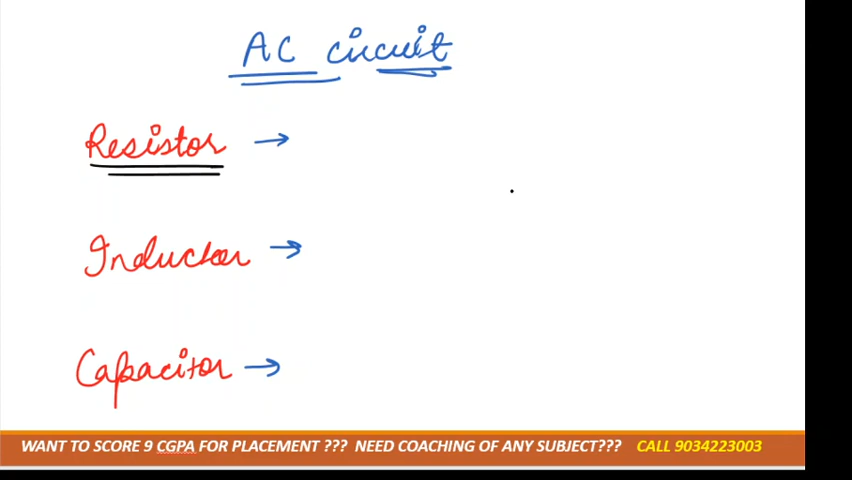 AC circuit
Resistor →
Inductor →
Capacitor →
WANT TO SCORE 9 CGPA FOR PLACEMENT ??? NEED COACHING OF ANY SUBJECT??? CALL 9034223003